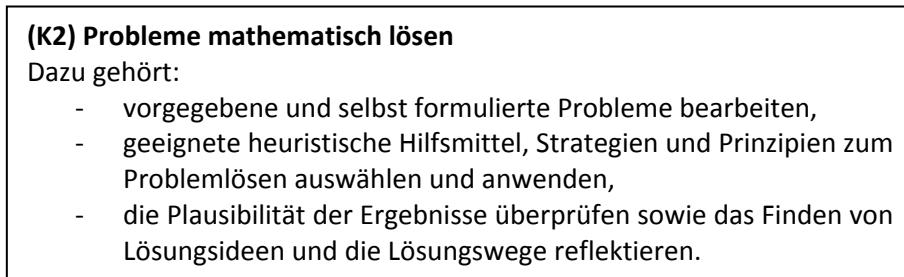 (K2) Probleme mathematisch lösen
Dazu gehört:
- vorgegebene und selbst formulierte Probleme bearbeiten,
- geeignete heuristische Hilfsmittel, Strategien und Prinzipien zum
Problemlösen auswählen und anwenden,
- die Plausibilität der Ergebnisse überprüfen sowie das Finden von
Lösungsideen und die Lösungswege reflektieren.